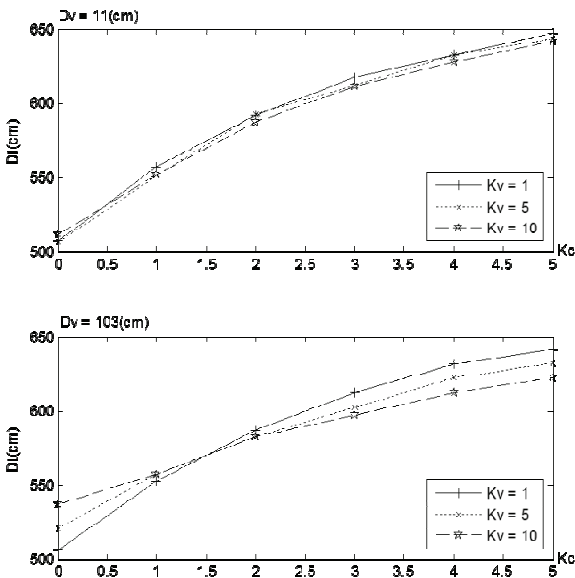 Dv = 11(cm)
650
600
550
500
Dl(cm)
Kv = 1
Kv = 5
Kv = 10
0 0.5 1 1.5 2 2.5 3 3.5 4 4.5 5 Kc
Dv = 103(cm)
650
600
550
500
Dl(cm)
Kv = 1
Kv = 5
Kv = 10
0 0.5 1 1.5 2 2.5 3 3.5 4 4.5 5 Kc